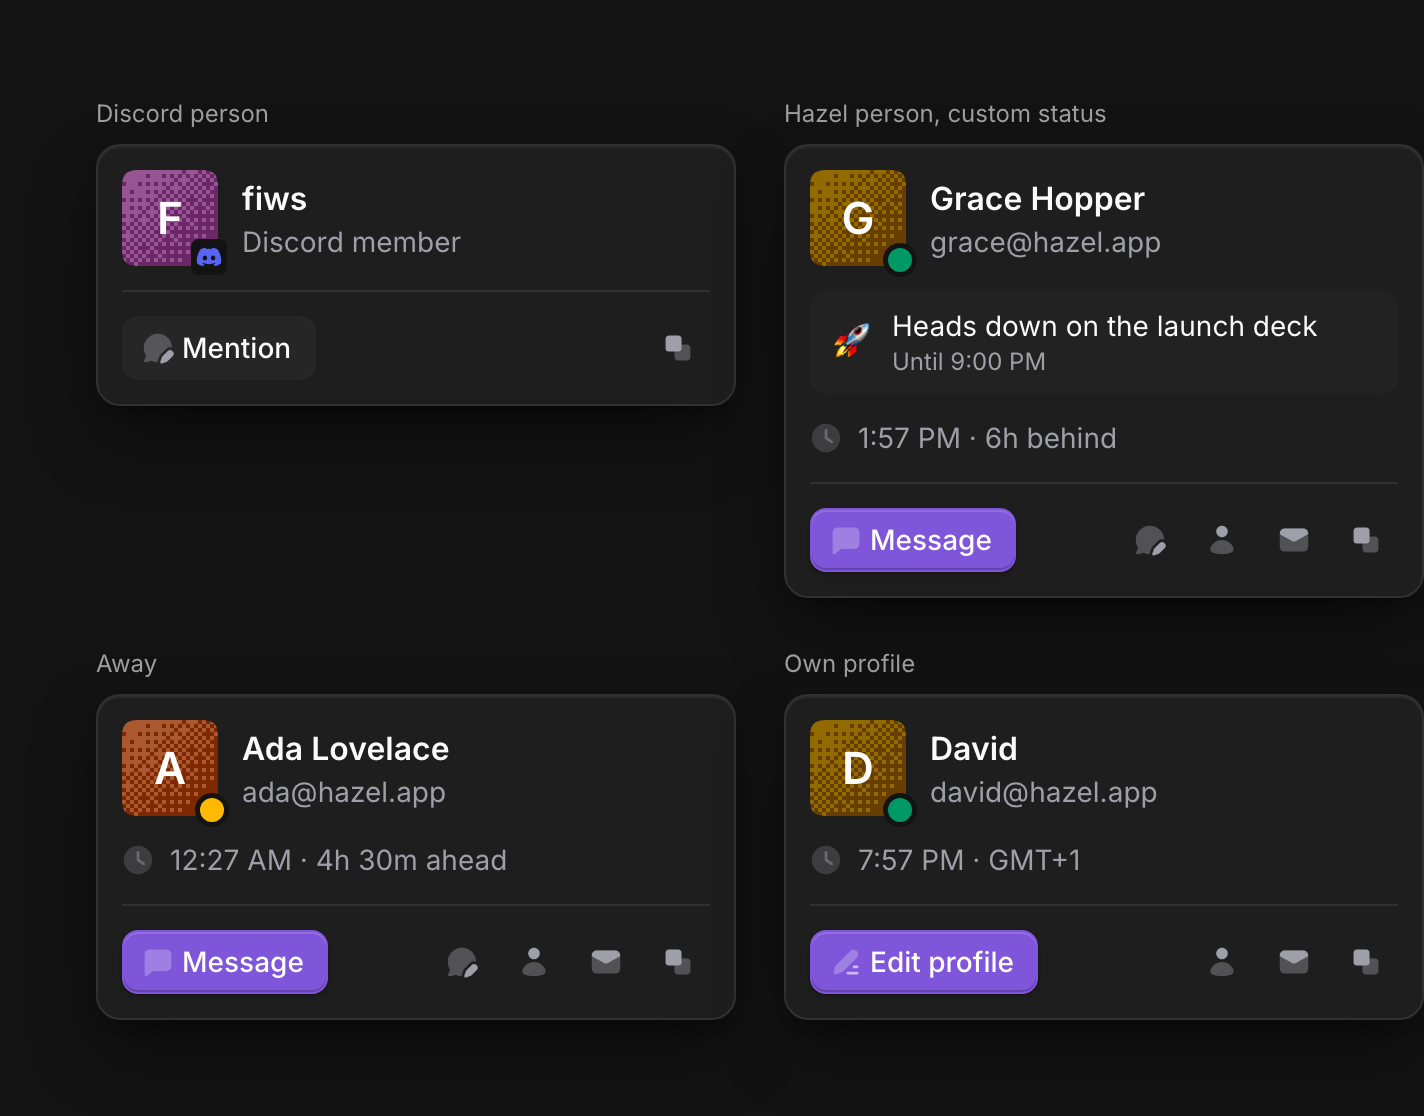 Discord person
F
fiws
Discord member
Mention
Hazel person, custom status
G
Grace Hopper
grace@hazel.app
Heads down on the launch deck
Until 9:00 PM
1:57 PM · 6h behind
Message
Away
A
Ada Lovelace
ada@hazel.app
12:27 AM · 4h 30m ahead
Message
Own profile
D
David
david@hazel.app
7:57 PM · GMT+1
Edit profile